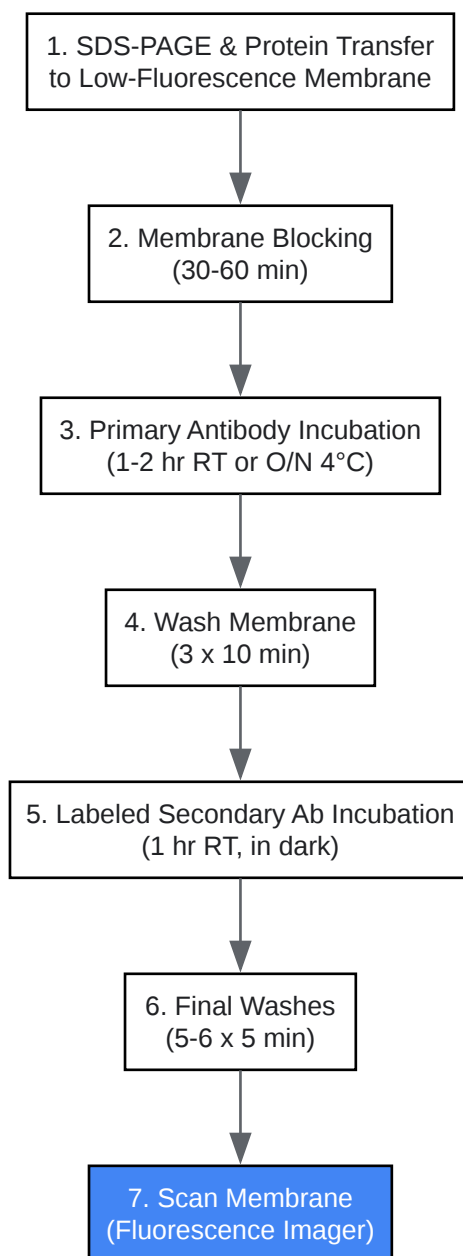 1. SDS-PAGE & Protein Transfer
to Low-Fluorescence Membrane
2. Membrane Blocking
(30-60 min)
3. Primary Antibody Incubation
(1-2 hr RT or O/N 4°C)
4. Wash Membrane
(3 x 10 min)
5. Labeled Secondary Ab Incubation
(1 hr RT, in dark)
6. Final Washes
(5-6 x 5 min)
7. Scan Membrane
(Fluorescence Imager)